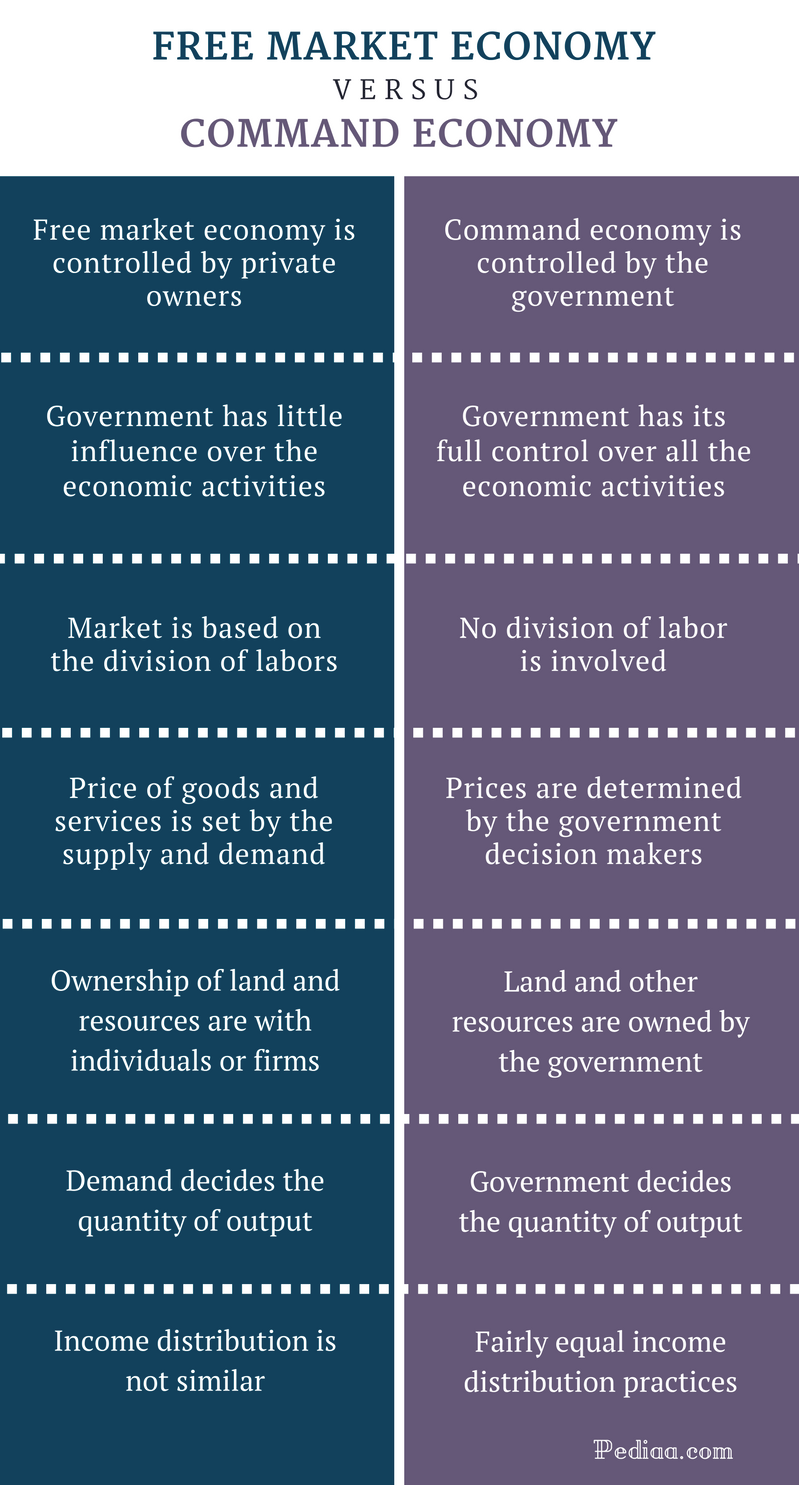 FREE MARKET ECONOMY
VERSUS
COMMAND ECONOMY
Free market economy is
controlled by private
owners
Command economy is
controlled by the
government
Government has little
influence over the
economic activities
Government has its
full control over all the
economic activities
Market is based on
the division of labors
No division of labor
is involved
Price of goods and
services is set by the
supply and demand
Prices are determined
by the government
decision makers
Ownership of land and
resources are with
individuals or firms
Land and other
resources are owned by
the government
Demand decides the
quantity of output
Government decides
the quantity of output
Income distribution is
not similar
Fairly equal income
distribution practices
Pediaa.com